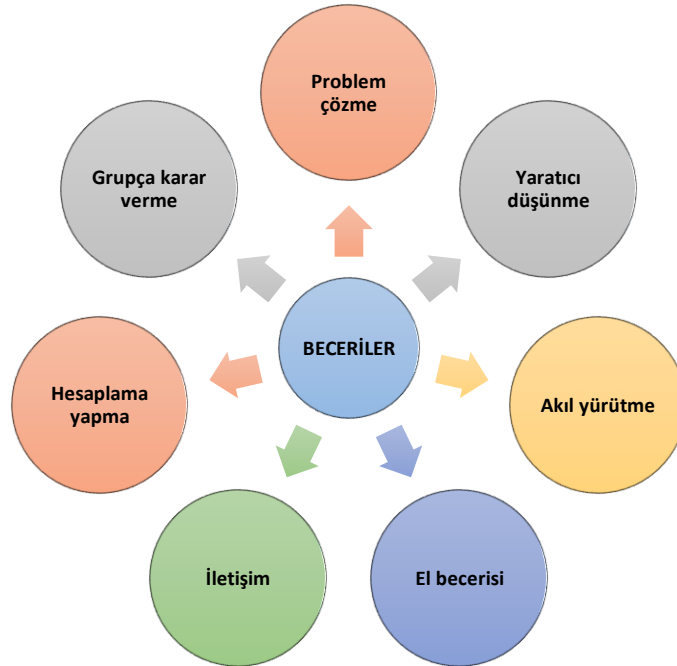 Problem
çözme
Yaratıcı
düşünme
Akıl yürütme
El becerisi
İletişim
Hesaplama
yapma
Grupça karar
verme
BECERİLER